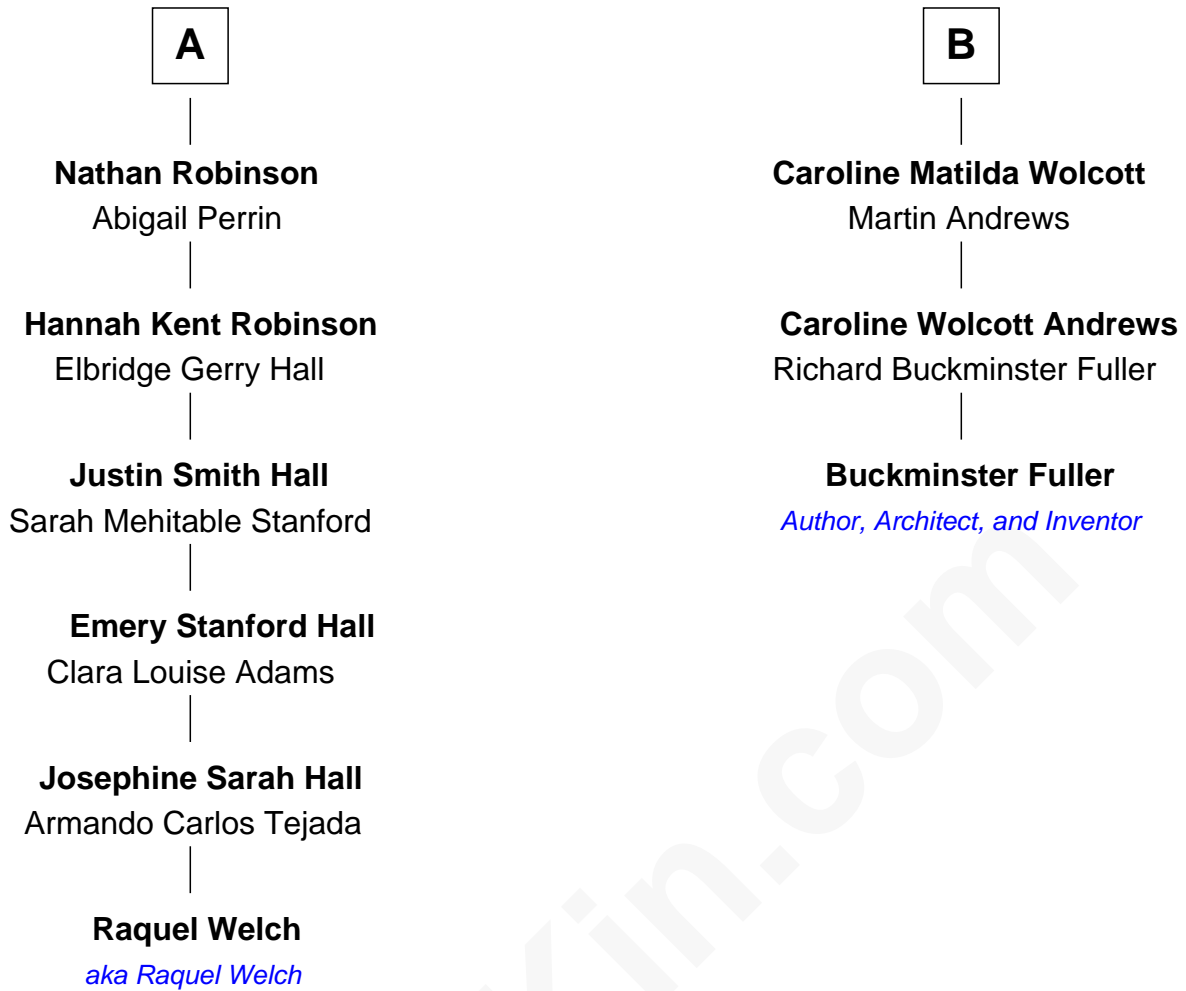 A
Nathan Robinson
Abigail Perrin
Hannah Kent Robinson
Elbridge Gerry Hall
Justin Smith Hall
Sarah Mehitable Stanford
Emery Stanford Hall
Clara Louise Adams
Josephine Sarah Hall
Armando Carlos Tejada
Raquel Welch
aka Raquel Welch
B
Caroline Matilda Wolcott
Martin Andrews
Caroline Wolcott Andrews
Richard Buckminster Fuller
Buckminster Fuller
Author, Architect, and Inventor
Kin.com